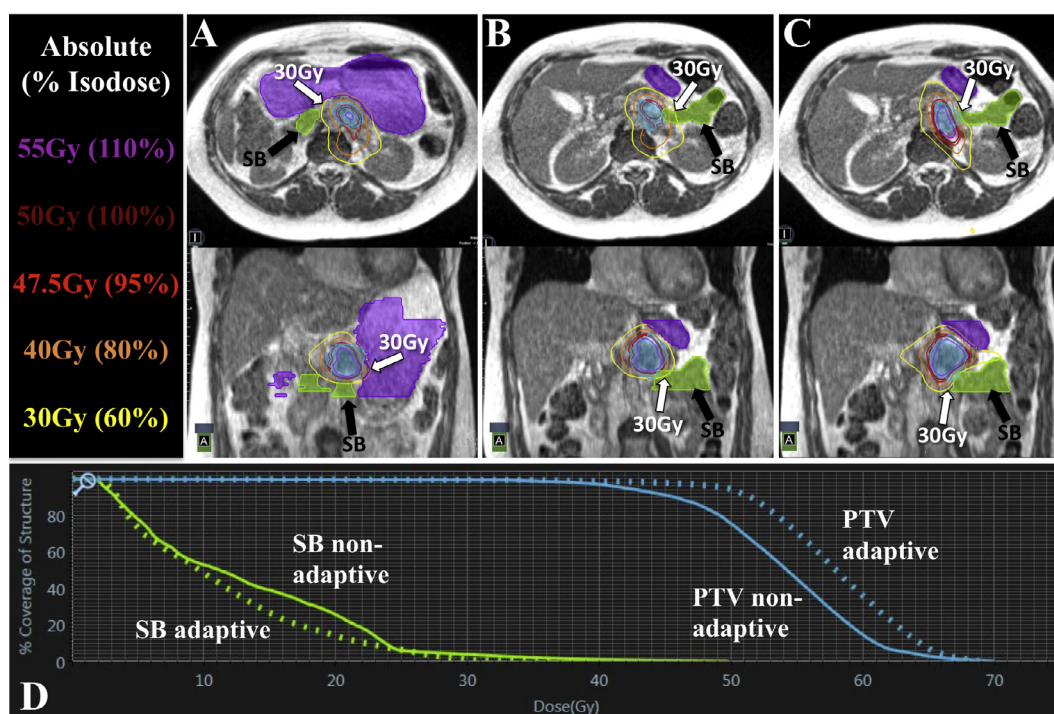 Absolute
(% Isodose)
55Gy (110%)
50Gy (100%)
47.5Gy (95%)
40Gy (80%)
30Gy (60%)
A
30Gy
SB
I
30Gy
SB
A
B
30Gy
SB
I
30Gy
SB
A
C
30Gy
SB
I
30Gy
SB
A
D
% Coverage of Structure
80
60
40
20
0
SB non-
adaptive
SB adaptive
PTV
adaptive
PTV non-
adaptive
10
20
30
40
50
60
70
Dose(Gy)